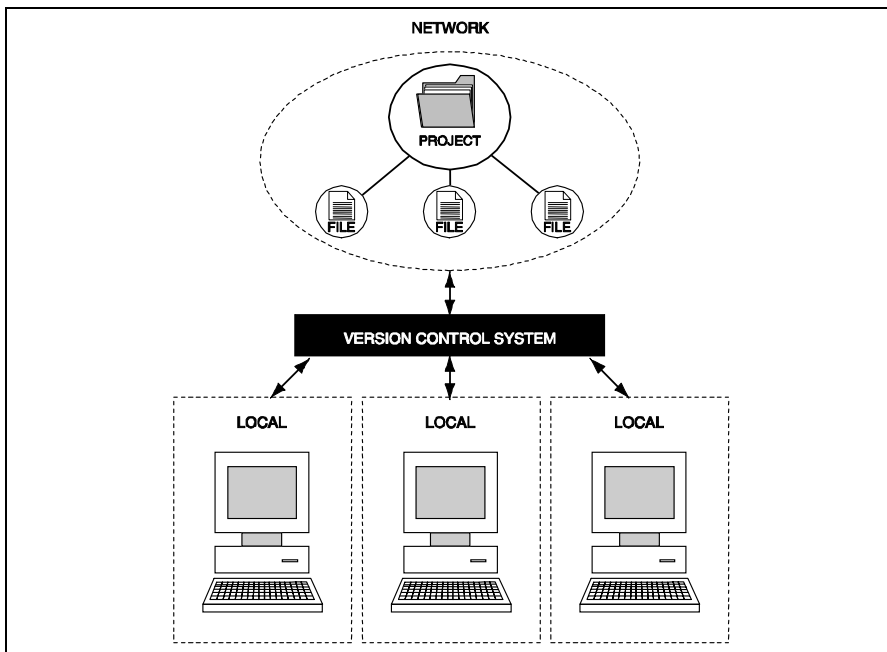 NETWORK
PROJECT
FILE
FILE
FILE
VERSION CONTROL SYSTEM
LOCAL
LOCAL
LOCAL